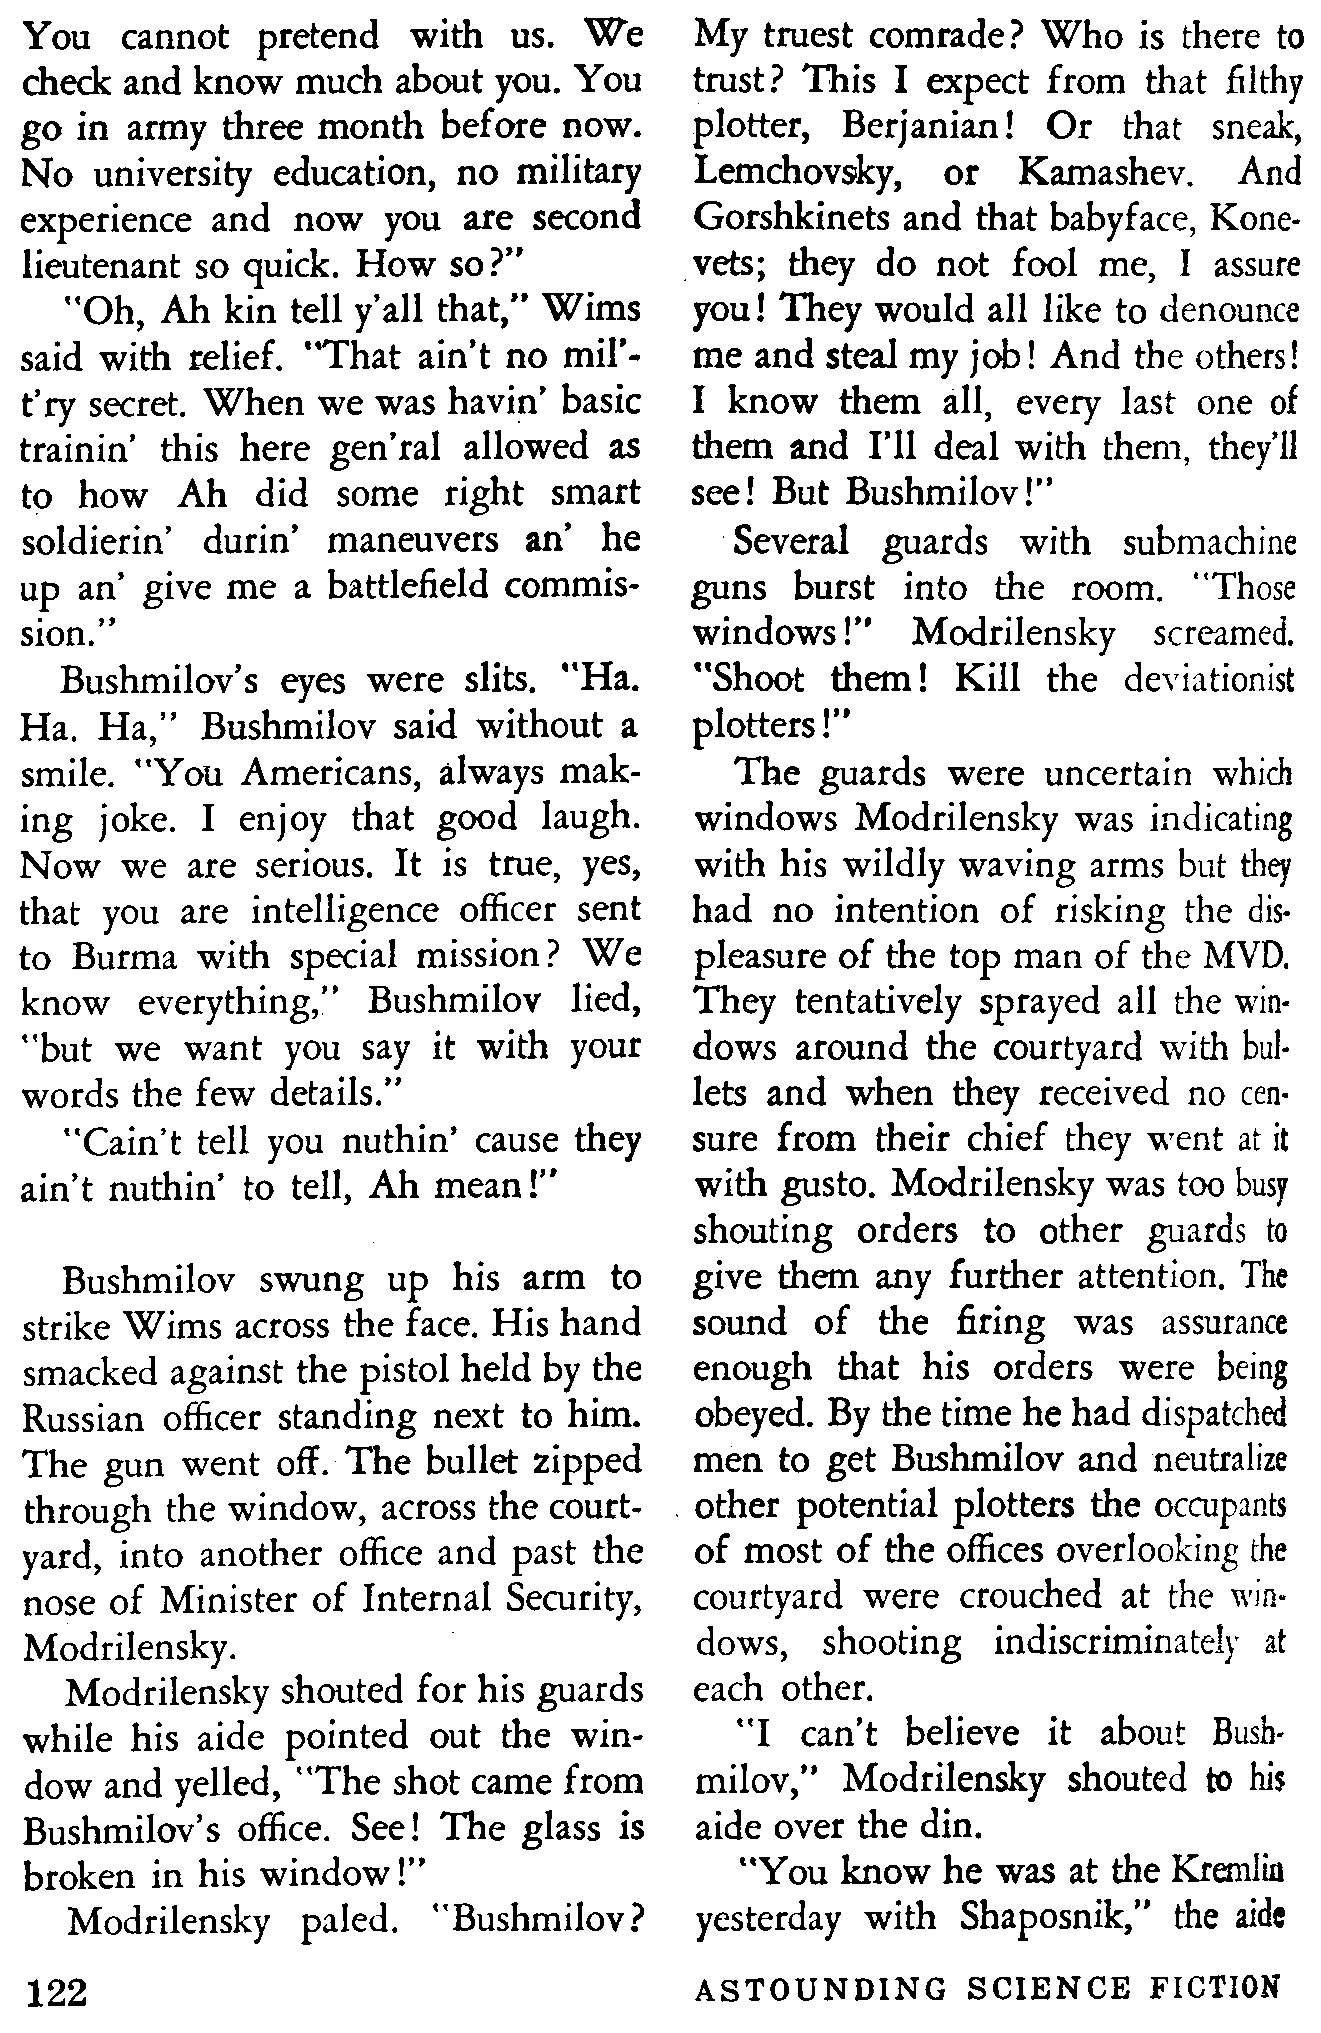 You cannot pretend with us. We
check and know much about you. You
go in army three month before now.
No university education, no military
experience and now you are second
lieutenant so quick. How so?"
"Oh, Ah kin tell y'all that," Wims
said with relief. "That ain't no mil'-
t'ry secret. When we was havin' basic
trainin' this here gen'ral allowed as
to how Ah did some right smart
soldierin' durin' maneuvers an' he
up an' give me a battlefield commis-
sion."
Bushmilov's eyes were slits. "Ha.
Ha. Ha," Bushmilov said without a
smile. "You Americans, always mak-
ing joke. I enjoy that good laugh.
Now we are serious. It is true, yes,
that you are intelligence officer sent
to Burma with special mission? We
know everything," Bushmilov lied,
"but we want you say it with your
words the few details."
"Cain't tell you nuthin' cause they
ain't nuthin' to tell, Ah mean!"
Bushmilov swung up his arm to
strike Wims across the face. His hand
smacked against the pistol held by the
Russian officer standing next to him.
The gun went off. The bullet zipped
through the window, across the court-
yard, into another office and past the
nose of Minister of Internal Security,
Modrilensky.
Modrilensky shouted for his guards
while his aide pointed out the win-
dow and yelled, "The shot came from
Bushmilov's office. See! The glass is
broken in his window!"
Modrilensky paled. "Bushmilov?
My truest comrade? Who is there to
trust? This I expect from that filthy
plotter, Berjanian! Or that sneak,
Lemchovsky, or Kamashev. And
Gorshkinets and that babyface, Kone-
vets; they do not fool me, I assure
you! They would all like to denounce
me and steal my job! And the others!
I know them all, every last one of
them and I'll deal with them, they'll
see! But Bushmilov!"
Several guards with submachine
guns burst into the room. "Those
windows!" Modrilensky screamed.
"Shoot them! Kill the deviationist
plotters!"
The guards were uncertain which
windows Modrilensky was indicating
with his wildly waving arms but they
had no intention of risking the dis-
pleasure of the top man of the MVD.
They tentatively sprayed all the win-
dows around the courtyard with bul-
lets and when they received no cen-
sure from their chief they went at it
with gusto. Modrilensky was too busy
shouting orders to other guards to
give them any further attention. The
sound of the firing was assurance
enough that his orders were being
obeyed. By the time he had dispatched
men to get Bushmilov and neutralize
other potential plotters the occupants
of most of the offices overlooking the
courtyard were crouched at the win-
dows, shooting indiscriminately at
each other.
"I can't believe it about Bush-
milov," Modrilensky shouted to his
aide over the din.
"You know he was at the Kremlin
yesterday with Shaposnik," the aide
122
ASTOUNDING SCIENCE FICTION